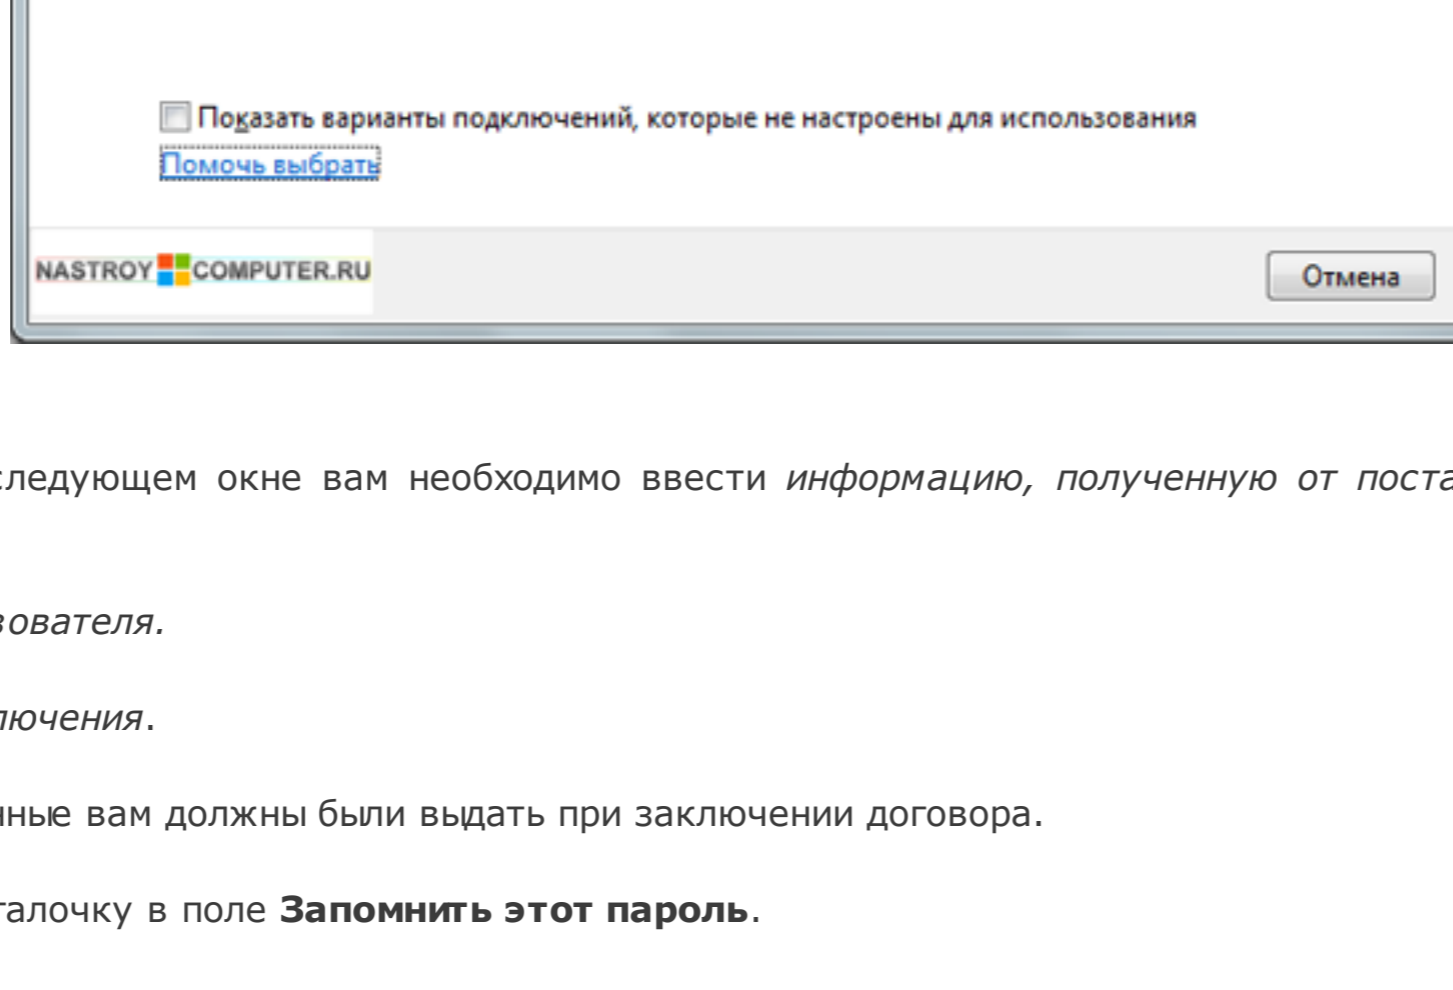 Показать варианты подключений, которые не настроены для использования
Помочь выбрать
NASTROY COMPUTER.RU
Отмена
следующем окне вам необходимо ввести информацию, полученную от поста
зователя.
лючения.
нные вам должны были выдать при заключении договора.
галочку в поле Запомнить этот пароль.